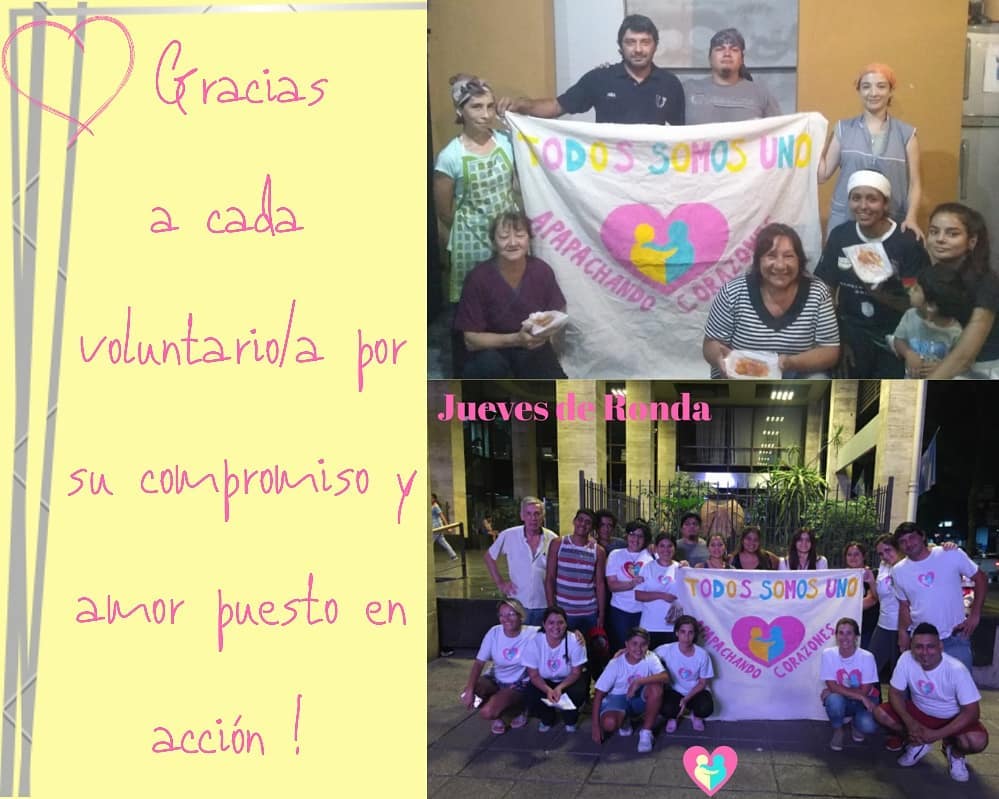 Gracias
a cada
voluntario/a por
su compromiso y
amor puesto en
acción !
TODOS SOMOS UNO
APAPACHANDO CORAZONES
Jueves de Ronda
TODOS SOMOS UNO
APAPACHANDO CORAZONES